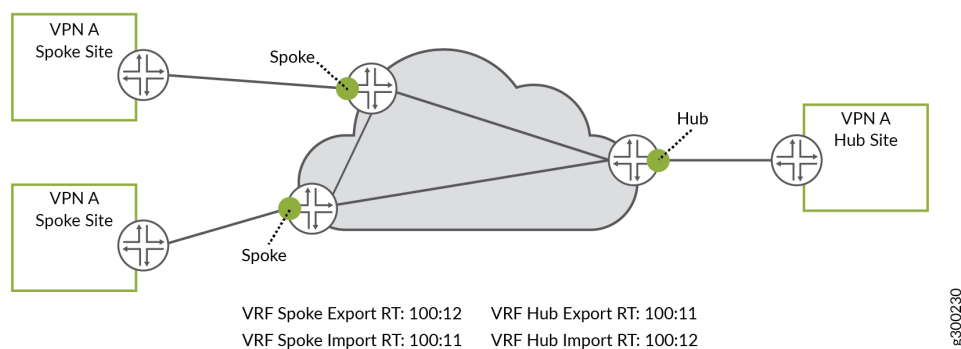 VPN A
Spoke Site
Spoke
VPN A
Hub Site
Hub
VPN A
Spoke Site
Spoke
VRF Spoke Export RT: 100:12
VRF Hub Export RT: 100:11
VRF Spoke Import RT: 100:11
VRF Hub Import RT: 100:12
g300230